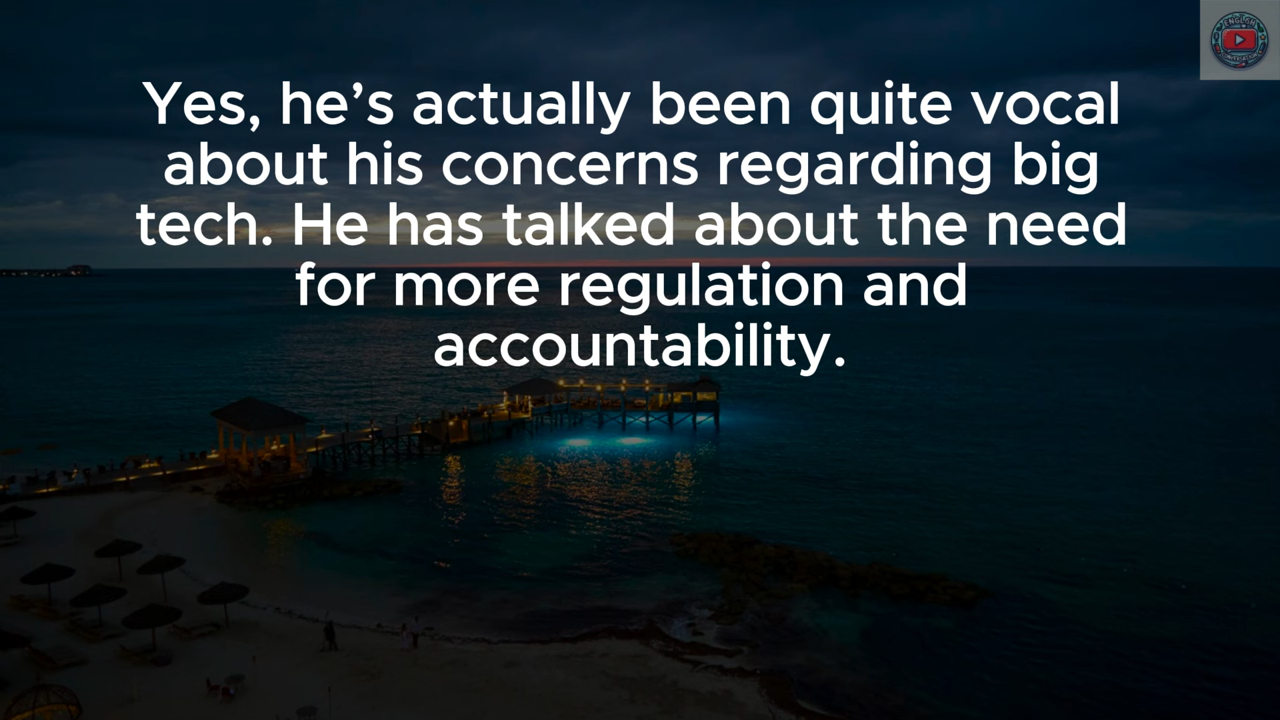 Yes, he’s actually been quite vocal
about his concerns regarding big
tech. He has talked about the need
for more regulation and
accountability.
ENGLISH